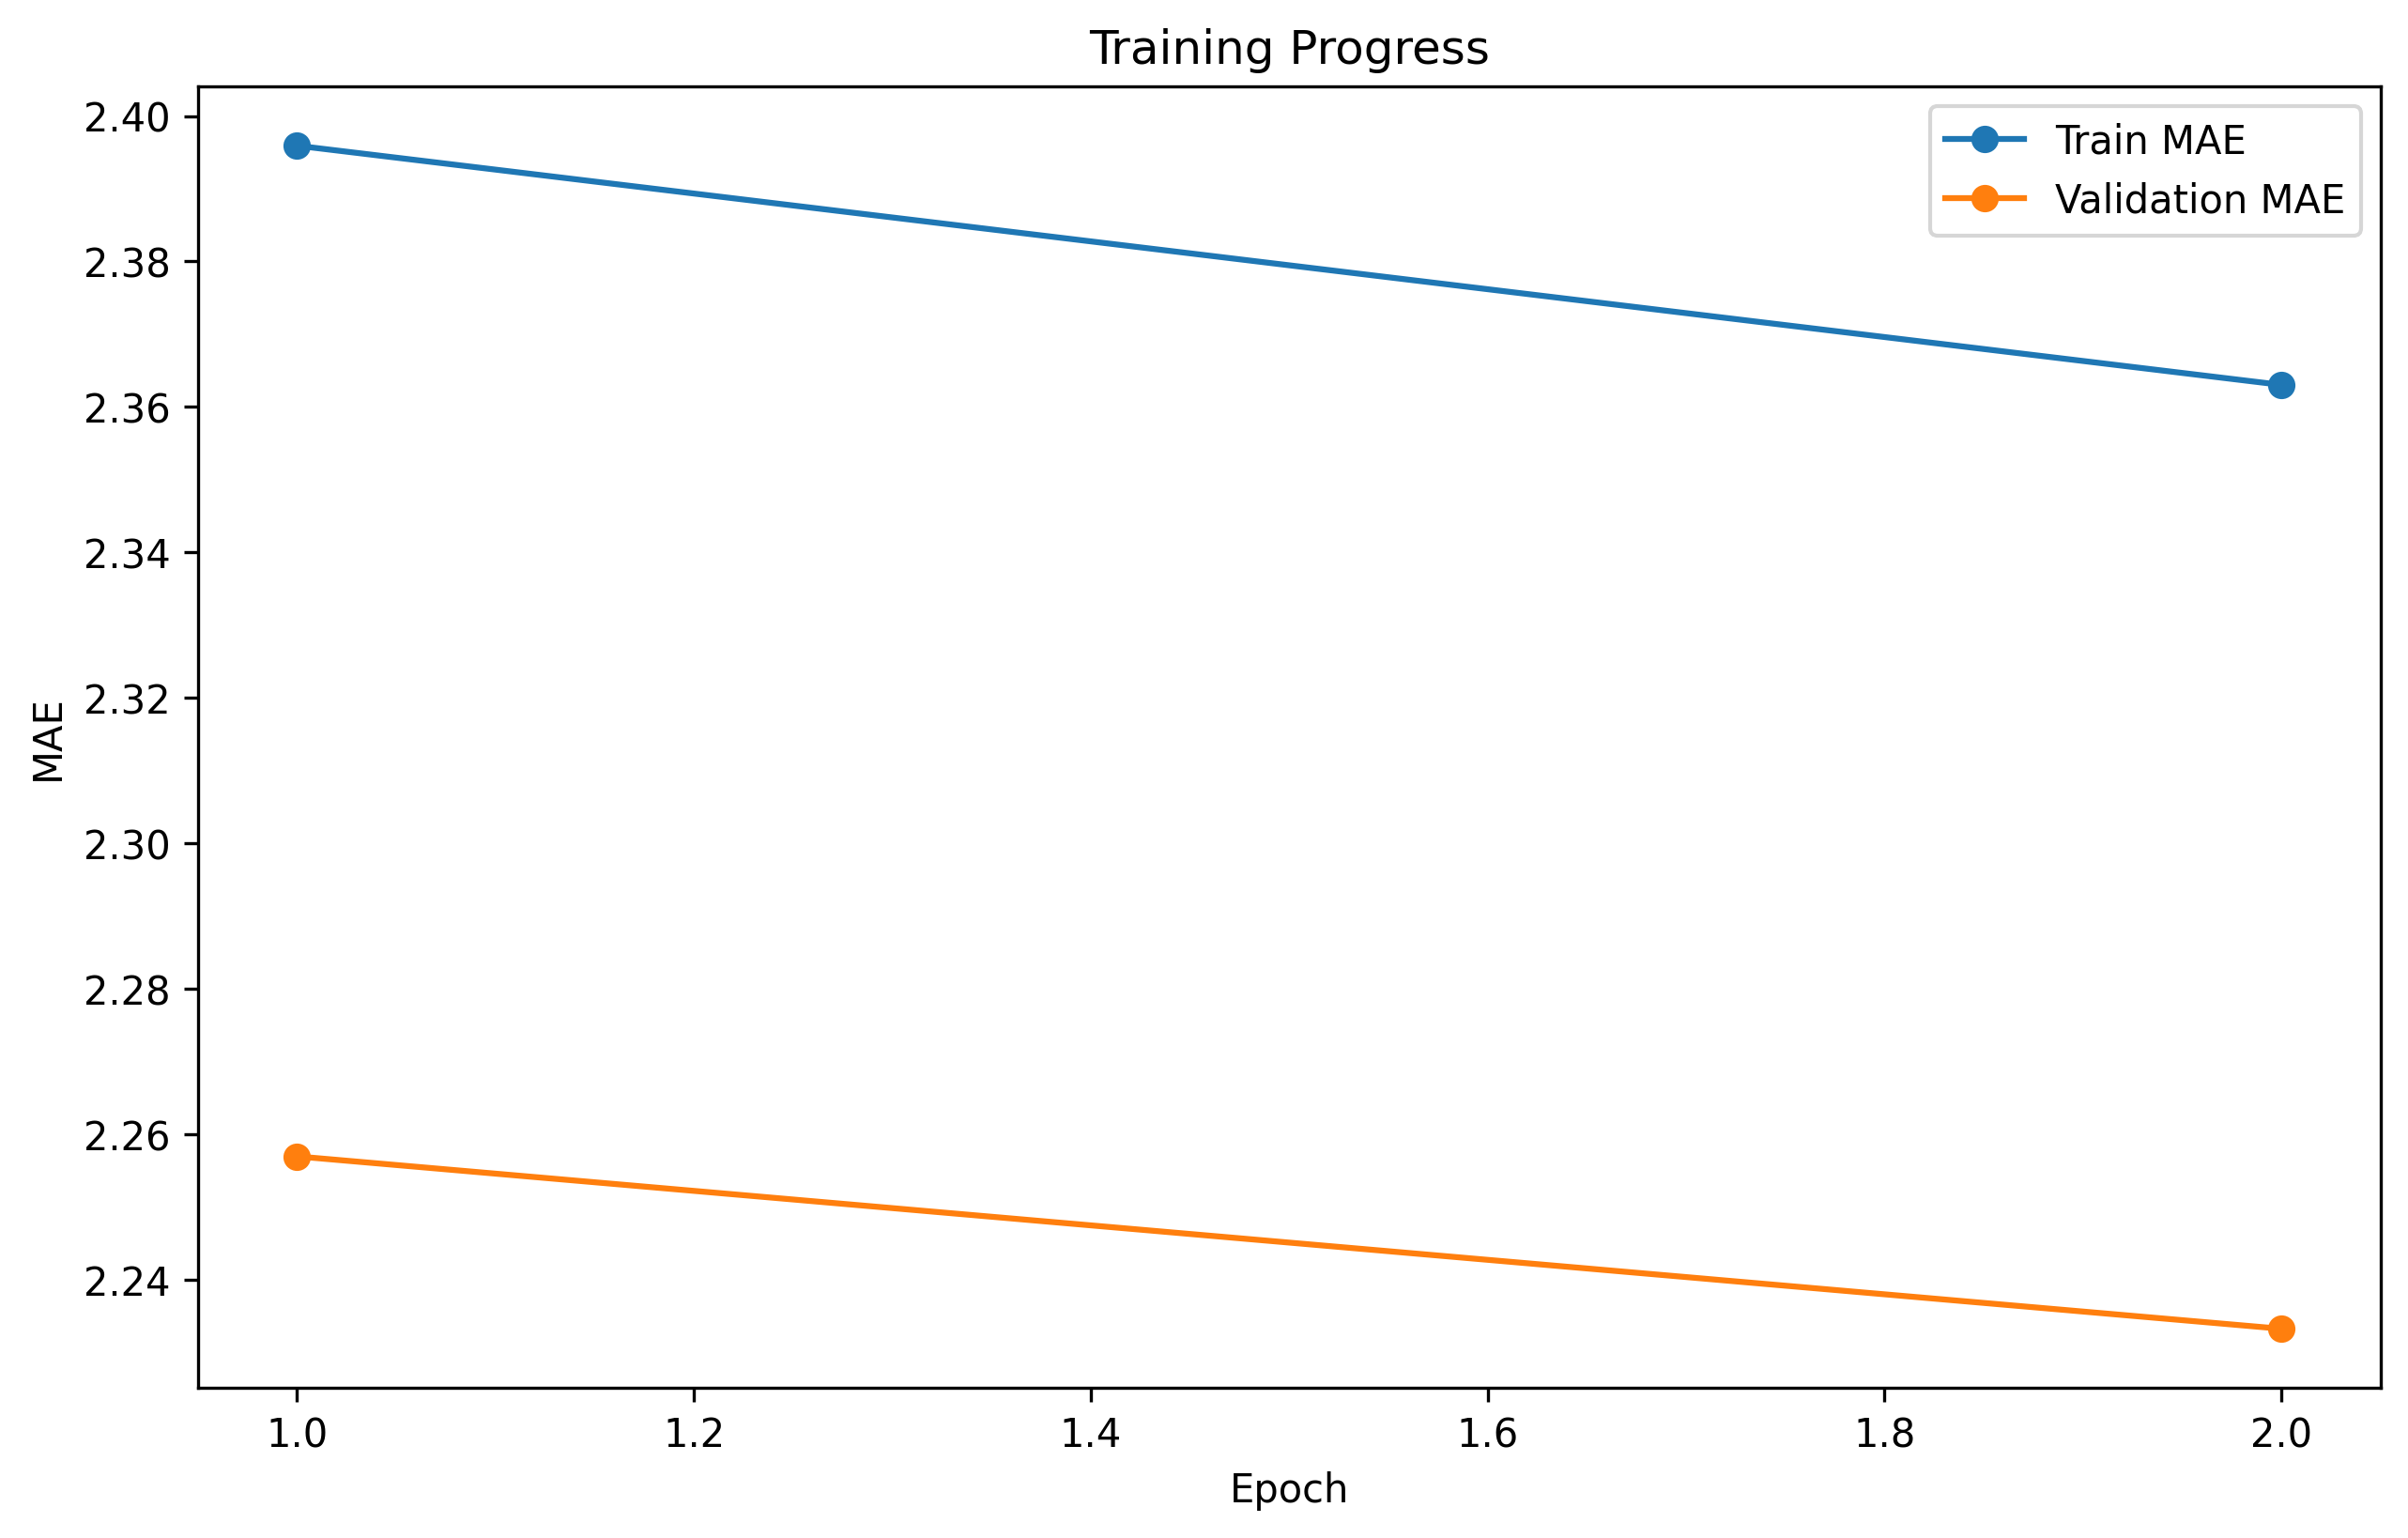 Training Progress
Train MAE
Validation MAE
MAE
2.40
2.38
2.36
2.34
2.32
2.30
2.28
2.26
2.24
1.0 1.2 1.4 1.6 1.8 2.0
Epoch